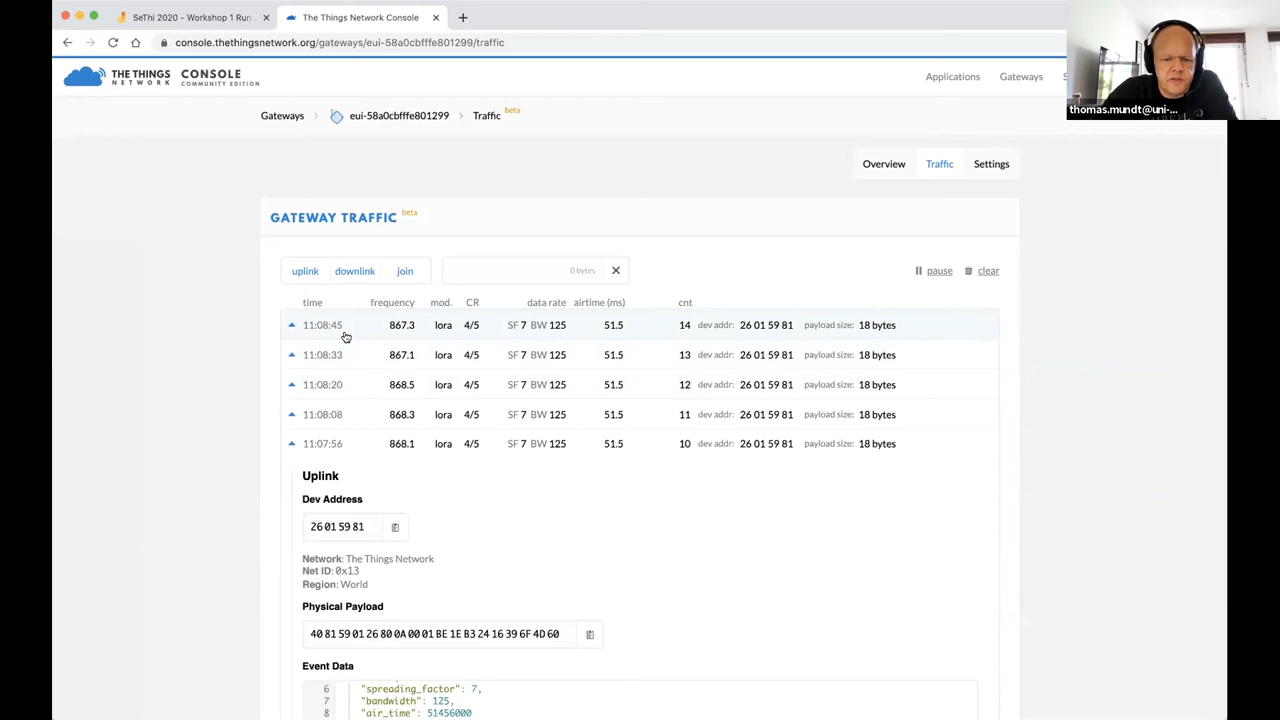 SeThi 2020 - Workshop 1 Run
The Things Network Console
console.thethingsnetwork.org/gateways/eui-58a0cbfffe801299/traffic
thomas.mundt@uni-...
THE THINGS NETWORK
CONSOLE
COMMUNITY EDITION
Applications Gateways
Gateways eui-58a0cbfffe801299 Traffic beta
Overview Traffic Settings
GATEWAY TRAFFIC beta
uplink downlink join 0 bytes pause clear
time frequency mod. CR data rate airtime (ms) cnt
11:08:45 867.3 lora 4/5 SF 7 BW 125 51.5 14 dev addr: 26 01 59 81 payload size: 18 bytes
11:08:33 867.1 lora 4/5 SF 7 BW 125 51.5 13 dev addr: 26 01 59 81 payload size: 18 bytes
11:08:20 868.5 lora 4/5 SF 7 BW 125 51.5 12 dev addr: 26 01 59 81 payload size: 18 bytes
11:08:08 868.3 lora 4/5 SF 7 BW 125 51.5 11 dev addr: 26 01 59 81 payload size: 18 bytes
11:07:56 868.1 lora 4/5 SF 7 BW 125 51.5 10 dev addr: 26 01 59 81 payload size: 18 bytes
Uplink
Dev Address
26 01 59 81
Network: The Things Network
Net ID: 0x13
Region: World
Physical Payload
40 81 59 01 26 80 0A 00 01 BE 1E B3 24 16 39 6F 4D 60
Event Data
6 "spreading_factor": 7,
7 "bandwidth": 125,
8 "air_time": 51456000